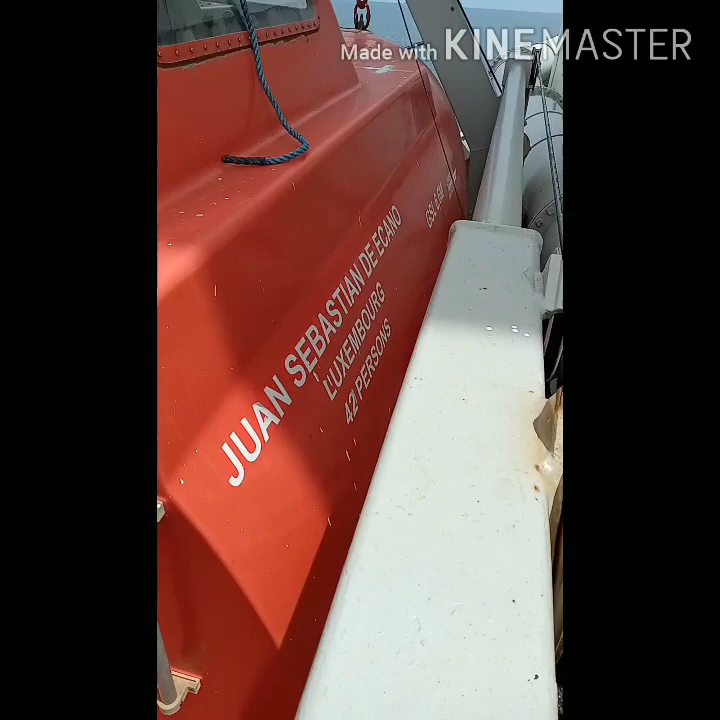 Made with KINEMASTER
JUAN SEBASTIAN DE ECANO
L'UXEMBOURG
42 PERSONS